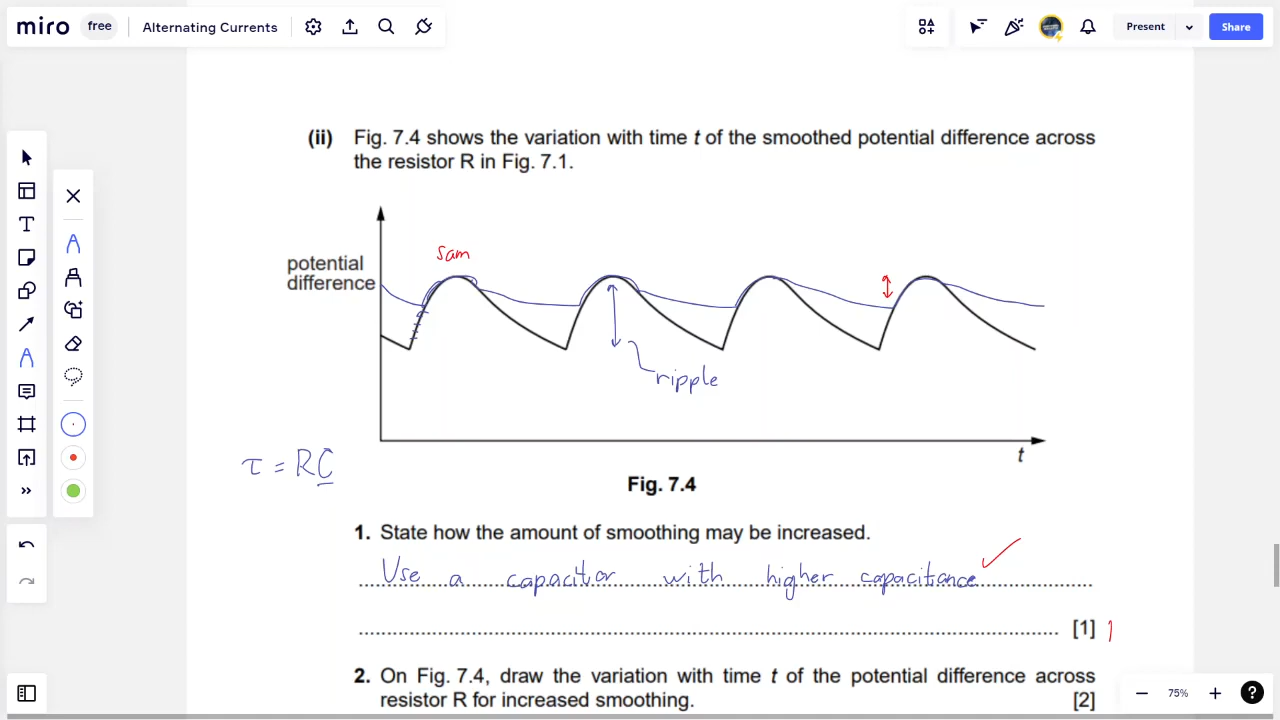 miro free Alternating Currents Present Share
(ii) Fig. 7.4 shows the variation with time t of the smoothed potential difference across
the resistor R in Fig. 7.1.
sam
potential
difference
ripple
t
τ = RC
Fig. 7.4
1. State how the amount of smoothing may be increased.
Use a capacitor with higher capacitance
[1] 1
2. On Fig. 7.4, draw the variation with time t of the potential difference across
resistor R for increased smoothing. [2]
75%